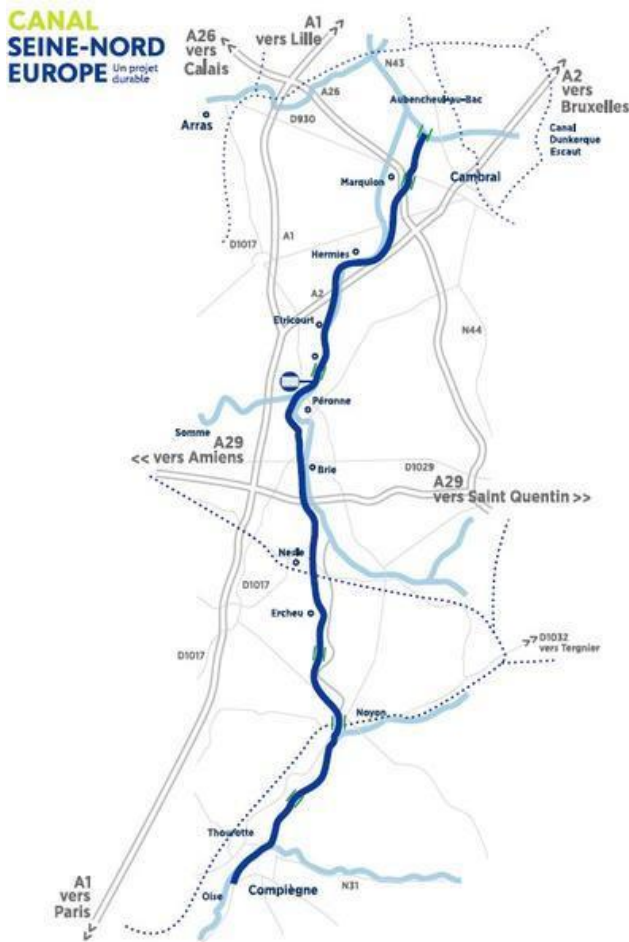 CANAL
SEINE-NORD
EUROPE Un projet
durable
A26
vers
Calais
A1
vers Lille
N43
A26
A2
vers
Bruxelles
Aubencheul-au-Bac
D930
Arras
Canal
Dunkerque
Escaut
Marquion
Cambrai
D1017
A1
Hermies
A2
Etricourt
N44
Péronne
Somme
A29
<< vers Amiens
Brie
D1029
A29
vers Saint Quentin >>
Nesle
D1017
Ercheu
D1032
vers Tergnier
D1017
Noyon
Thourotte
A1
vers
Paris
Oise
Compiègne
N31